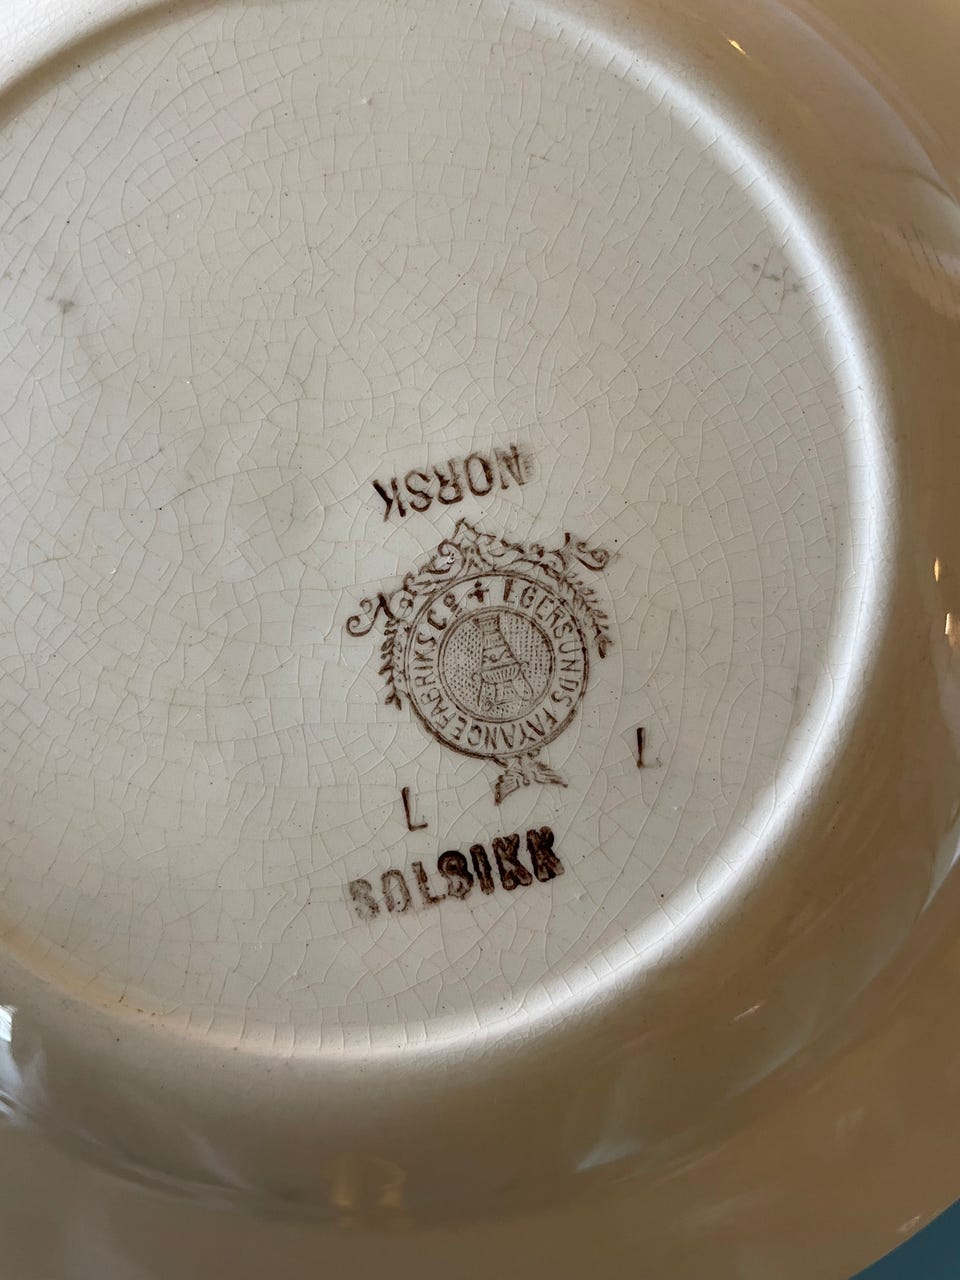 NORSK
EGERSUNDS FAYANCEFABRIKS Co
L
L
SOLSIKK